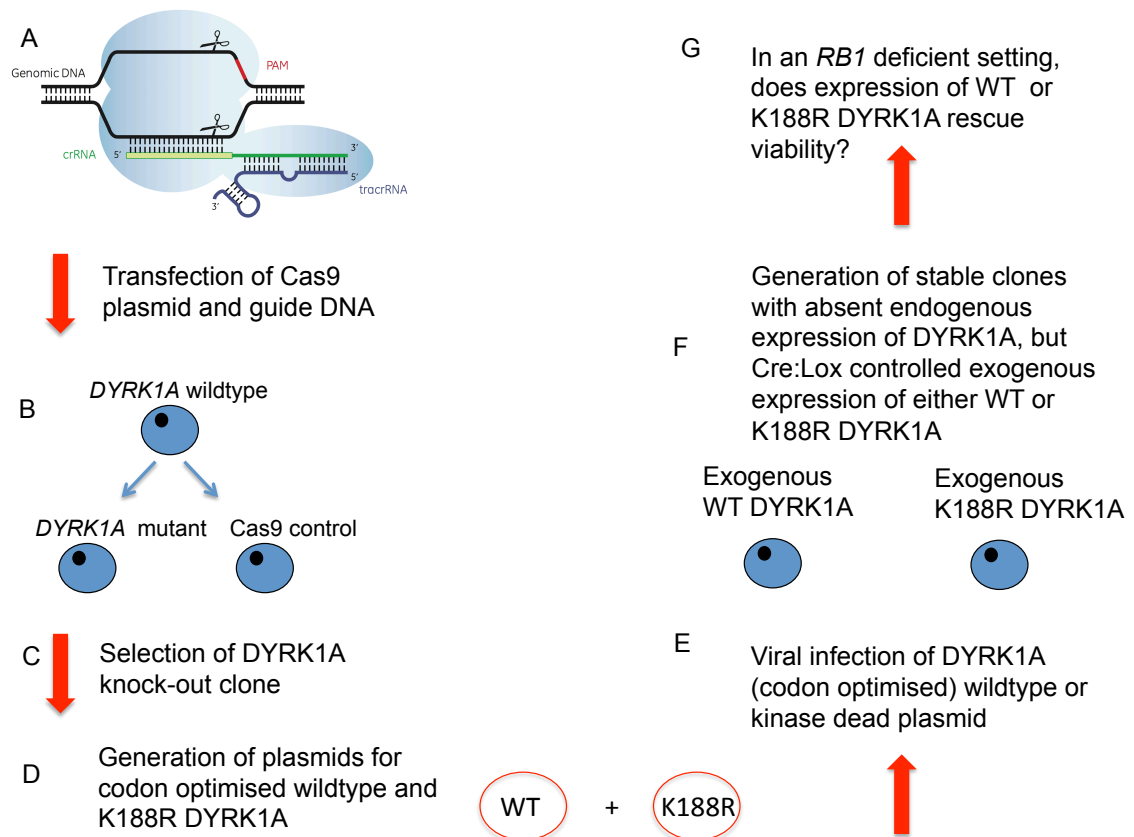 A
Genomic DNA
PAM
crRNA
5′
3′
5′
tracrRNA
3′
Transfection of Cas9
plasmid and guide DNA
B
DYRK1A wildtype
DYRK1A mutant
Cas9 control
C
Selection of DYRK1A
knock-out clone
D
Generation of plasmids for
codon optimised wildtype and
K188R DYRK1A
WT
+
K188R
E
Viral infection of DYRK1A
(codon optimised) wildtype or
kinase dead plasmid
F
Generation of stable clones
with absent endogenous
expression of DYRK1A, but
Cre:Lox controlled exogenous
expression of either WT or
K188R DYRK1A
Exogenous
WT DYRK1A
Exogenous
K188R DYRK1A
G
In an RB1 deficient setting,
does expression of WT or
K188R DYRK1A rescue
viability?